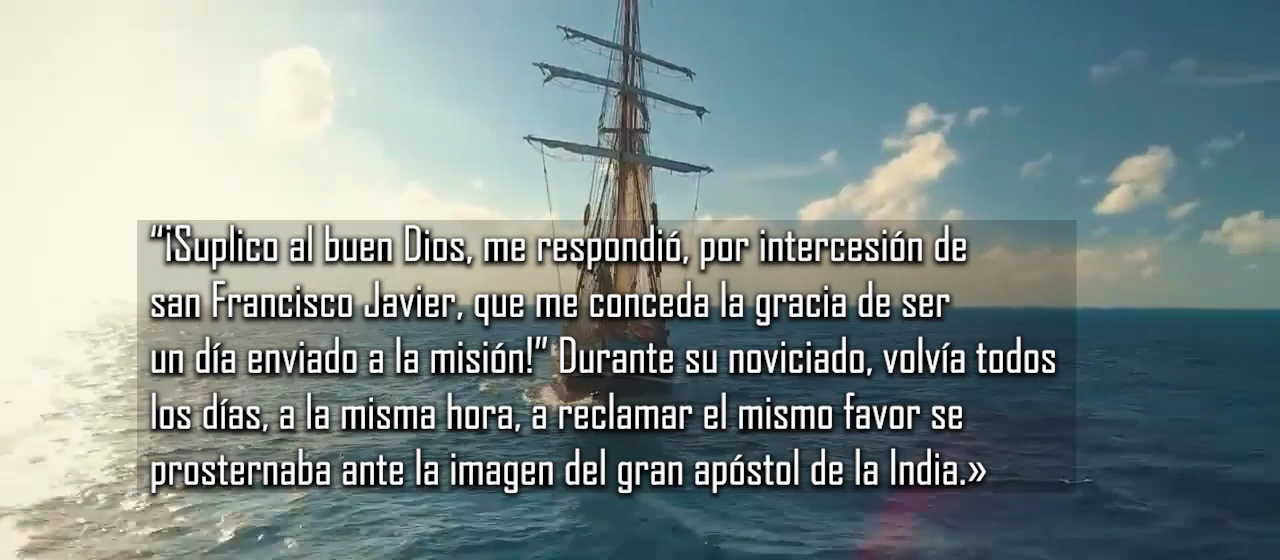 “¡Suplico al buen Dios, me respondió, por intercesión de
san Francisco Javier, que me conceda la gracia de ser
un día enviado a la misión!” Durante su noviciado, volvía todos
los días, a la misma hora, a reclamar el mismo favor se
prosternaba ante la imagen del gran apóstol de la India.»